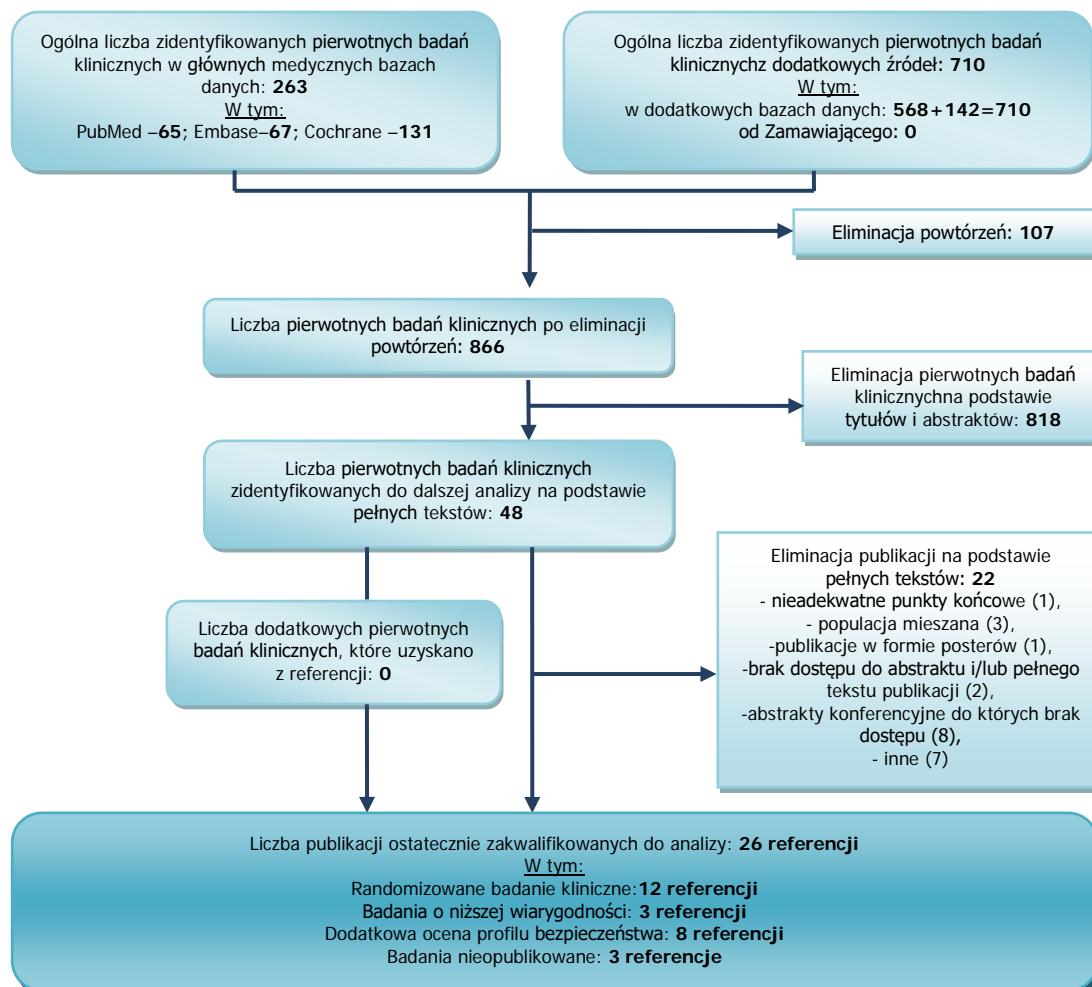 Ogólna liczba zidentyfikowanych pierwotnych badań
klinicznych w głównych medycznych bazach
danych: 263
W tym:
PubMed –65; Embase–67; Cochrane –131
Ogólna liczba zidentyfikowanych pierwotnych badań
klinicznychz dodatkowych źródeł: 710
W tym:
w dodatkowych bazach danych: 568+142=710
od Zamawiającego: 0
Eliminacja powtórzeń: 107
Liczba pierwotnych badań klinicznych po eliminacji
powtórzeń: 866
Eliminacja pierwotnych badań
klinicznychna podstawie
tytułów i abstraktów: 818
Liczba pierwotnych badań klinicznych
zidentyfikowanych do dalszej analizy na podstawie
pełnych tekstów: 48
Eliminacja publikacji na podstawie
pełnych tekstów: 22
- nieadekwatne punkty końcowe (1),
- populacja mieszana (3),
-publikacje w formie posterów (1),
-brak dostępu do abstraktu i/lub pełnego
tekstu publikacji (2),
-abstrakty konferencyjne do których brak
dostępu (8),
- inne (7)
Liczba dodatkowych pierwotnych
badań klinicznych, które uzyskano
z referencji: 0
Liczba publikacji ostatecznie zakwalifikowanych do analizy: 26 referencji
W tym:
Randomizowane badanie kliniczne:12 referencji
Badania o niższej wiarygodności: 3 referencji
Dodatkowa ocena profilu bezpieczeństwa: 8 referencji
Badania nieopublikowane: 3 referencje